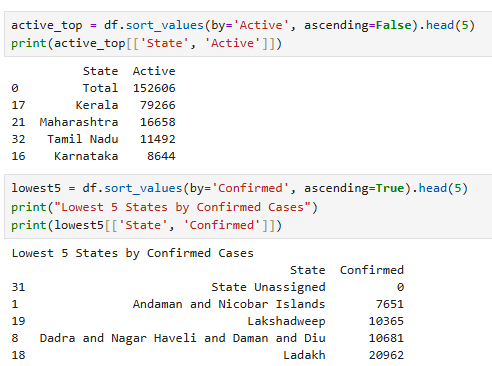 active_top = df.sort_values(by='Active', ascending=False).head(5)
print(active_top[['State', 'Active']])
State Active
0 Total 152606
17 Kerala 79266
21 Maharashtra 16658
32 Tamil Nadu 11492
16 Karnataka 8644
lowest5 = df.sort_values(by='Confirmed', ascending=True).head(5)
print("Lowest 5 States by Confirmed Cases")
print(lowest5[['State', 'Confirmed']])
Lowest 5 States by Confirmed Cases
State Confirmed
31 State Unassigned 0
1 Andaman and Nicobar Islands 7651
19 Lakshadweep 10365
8 Dadra and Nagar Haveli and Daman and Diu 10681
18 Ladakh 20962